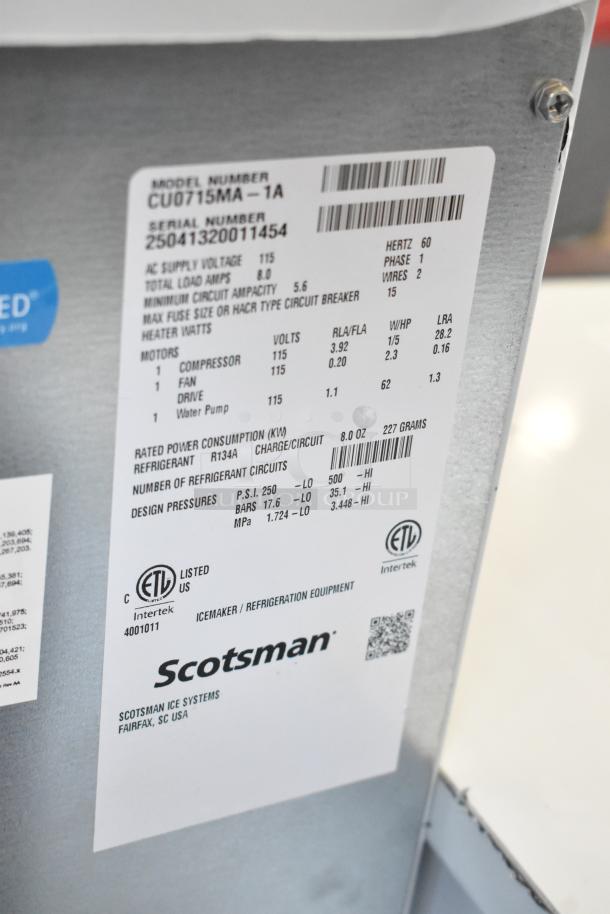 MODEL NUMBER
CU0715MA-1A
SERIAL NUMBER
25041320011454
AC SUPPLY VOLTAGE 115 HERTZ 60
TOTAL LOAD AMPS 8.0 PHASE 1
MINIMUM CIRCUIT AMPACITY 5.6 WIRES 2
MAX FUSE SIZE OR HACR TYPE CIRCUIT BREAKER 15
HEATER WATTS
MOTORS VOLTS RLA/FLA W/HP LRA
1 COMPRESSOR 115 3.92 1/5 28.2
1 FAN 115 0.20 2.3 0.16
DRIVE
1 Water Pump 115 1.1 62 1.3
RATED POWER CONSUMPTION (KW)
REFRIGERANT R134A CHARGE/CIRCUIT 8.0 OZ 227 GRAMS
NUMBER OF REFRIGERANT CIRCUITS
DESIGN PRESSURES P.S.I. 250 -LO 500 -HI
BARS 17.6 -LO 35.1 -HI
MPa 1.724 -LO 3.448-HI
C ETL LISTED US
Intertek
4001011
ETL
Intertek
ICEMAKER / REFRIGERATION EQUIPMENT
Scotsman
SCOTSMAN ICE SYSTEMS
FAIRFAX, SC USA
ED